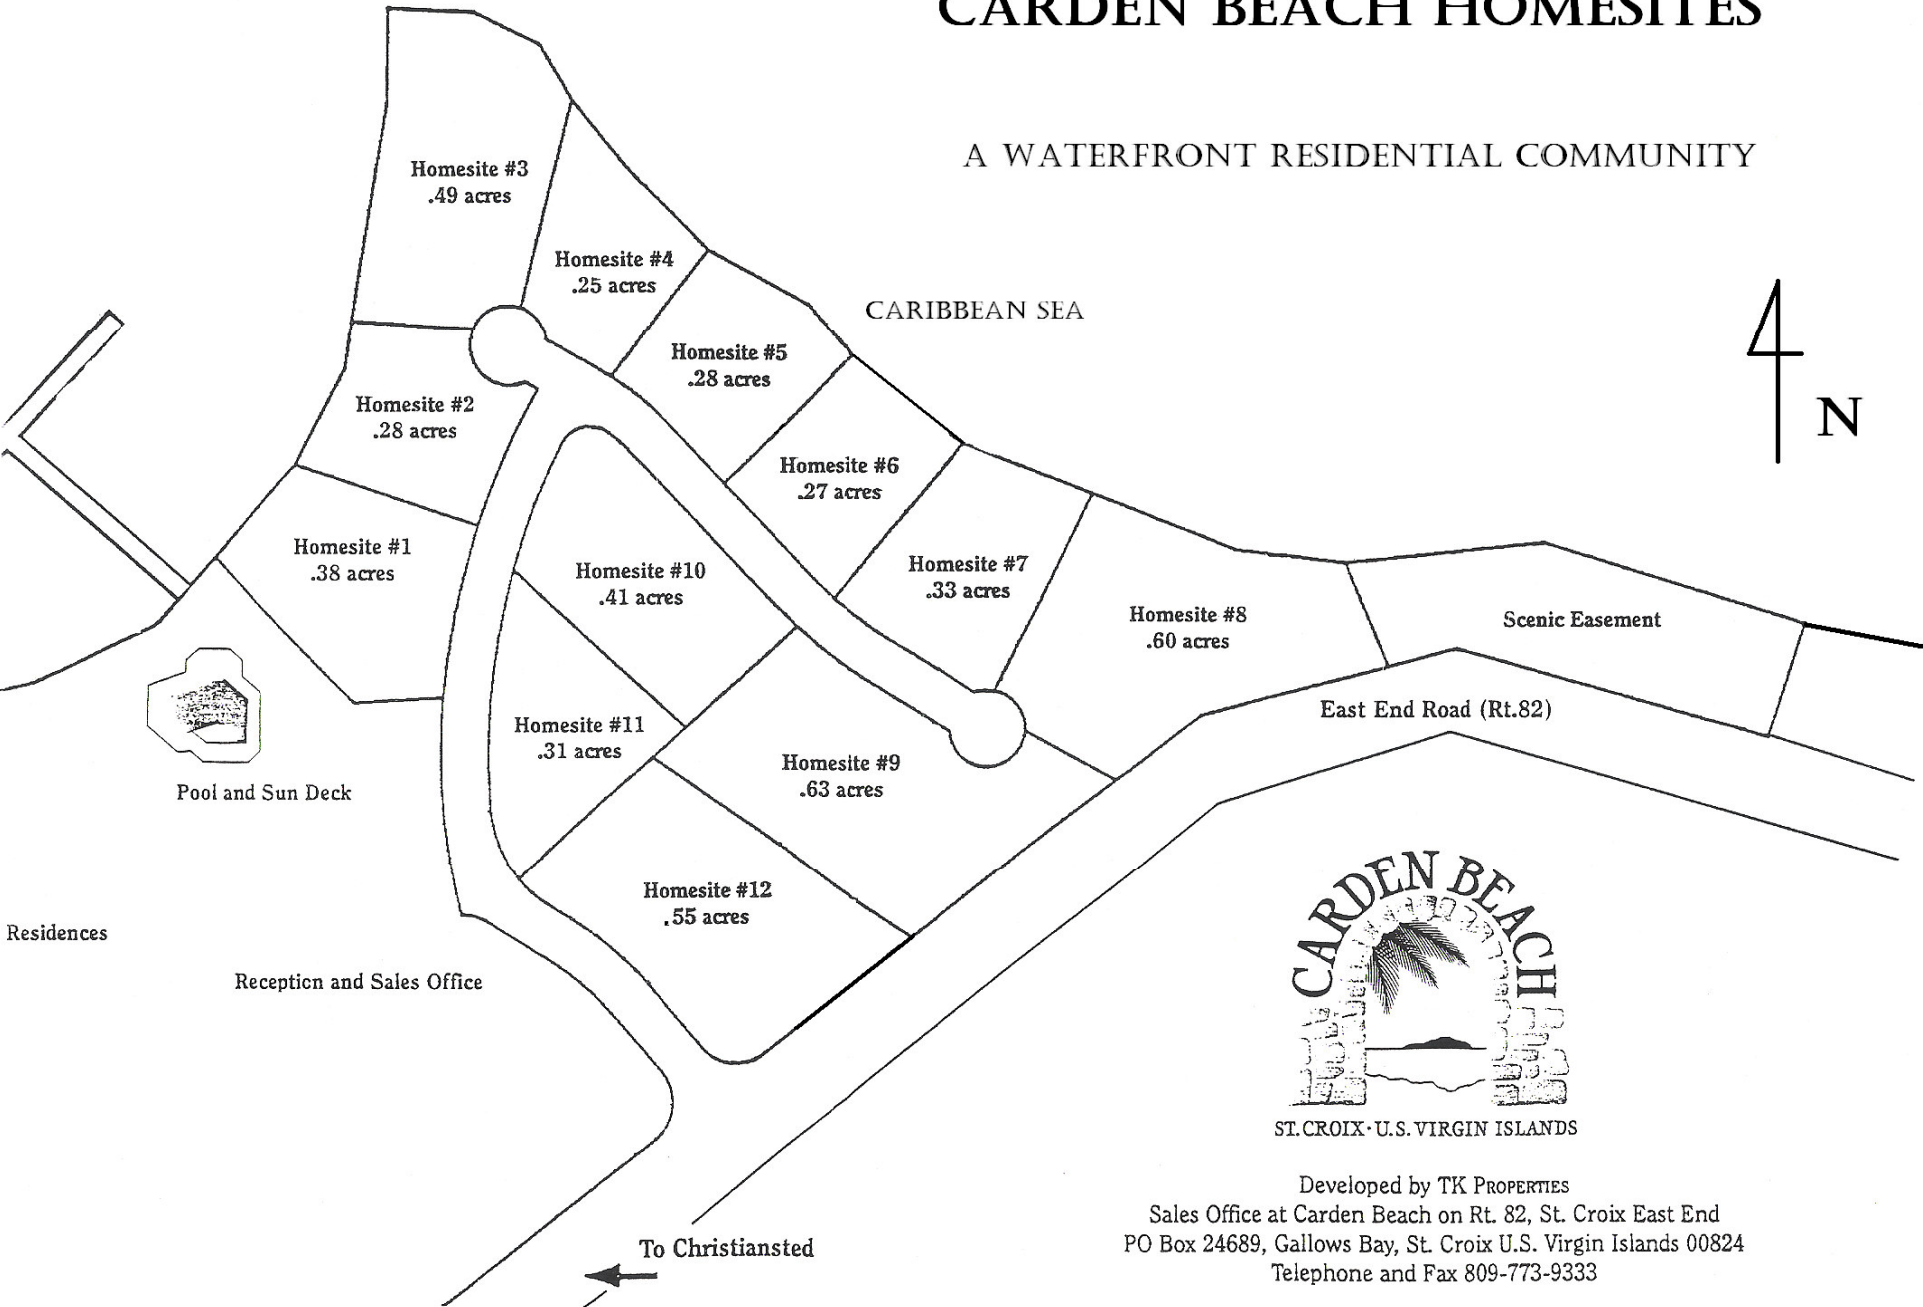 CARDEN BEACH HOMESITES
A WATERFRONT RESIDENTIAL COMMUNITY
Homesite #3
.49 acres
Homesite #4
.25 acres
CARIBBEAN SEA
Homesite #5
.28 acres
N
Homesite #2
.28 acres
Homesite #6
.27 acres
Homesite #1
.38 acres
Homesite #10
.41 acres
Homesite #7
.33 acres
Homesite #8
.60 acres
Scenic Easement
East End Road (Rt.82)
Homesite #11
.31 acres
Homesite #9
.63 acres
Pool and Sun Deck
Homesite #12
.55 acres
Residences
Reception and Sales Office
CARDEN BEACH
ST. CROIX · U.S. VIRGIN ISLANDS
Developed by TK PROPERTIES
Sales Office at Carden Beach on Rt. 82, St. Croix East End
PO Box 24689, Gallows Bay, St. Croix U.S. Virgin Islands 00824
Telephone and Fax 809-773-9333
To Christiansted